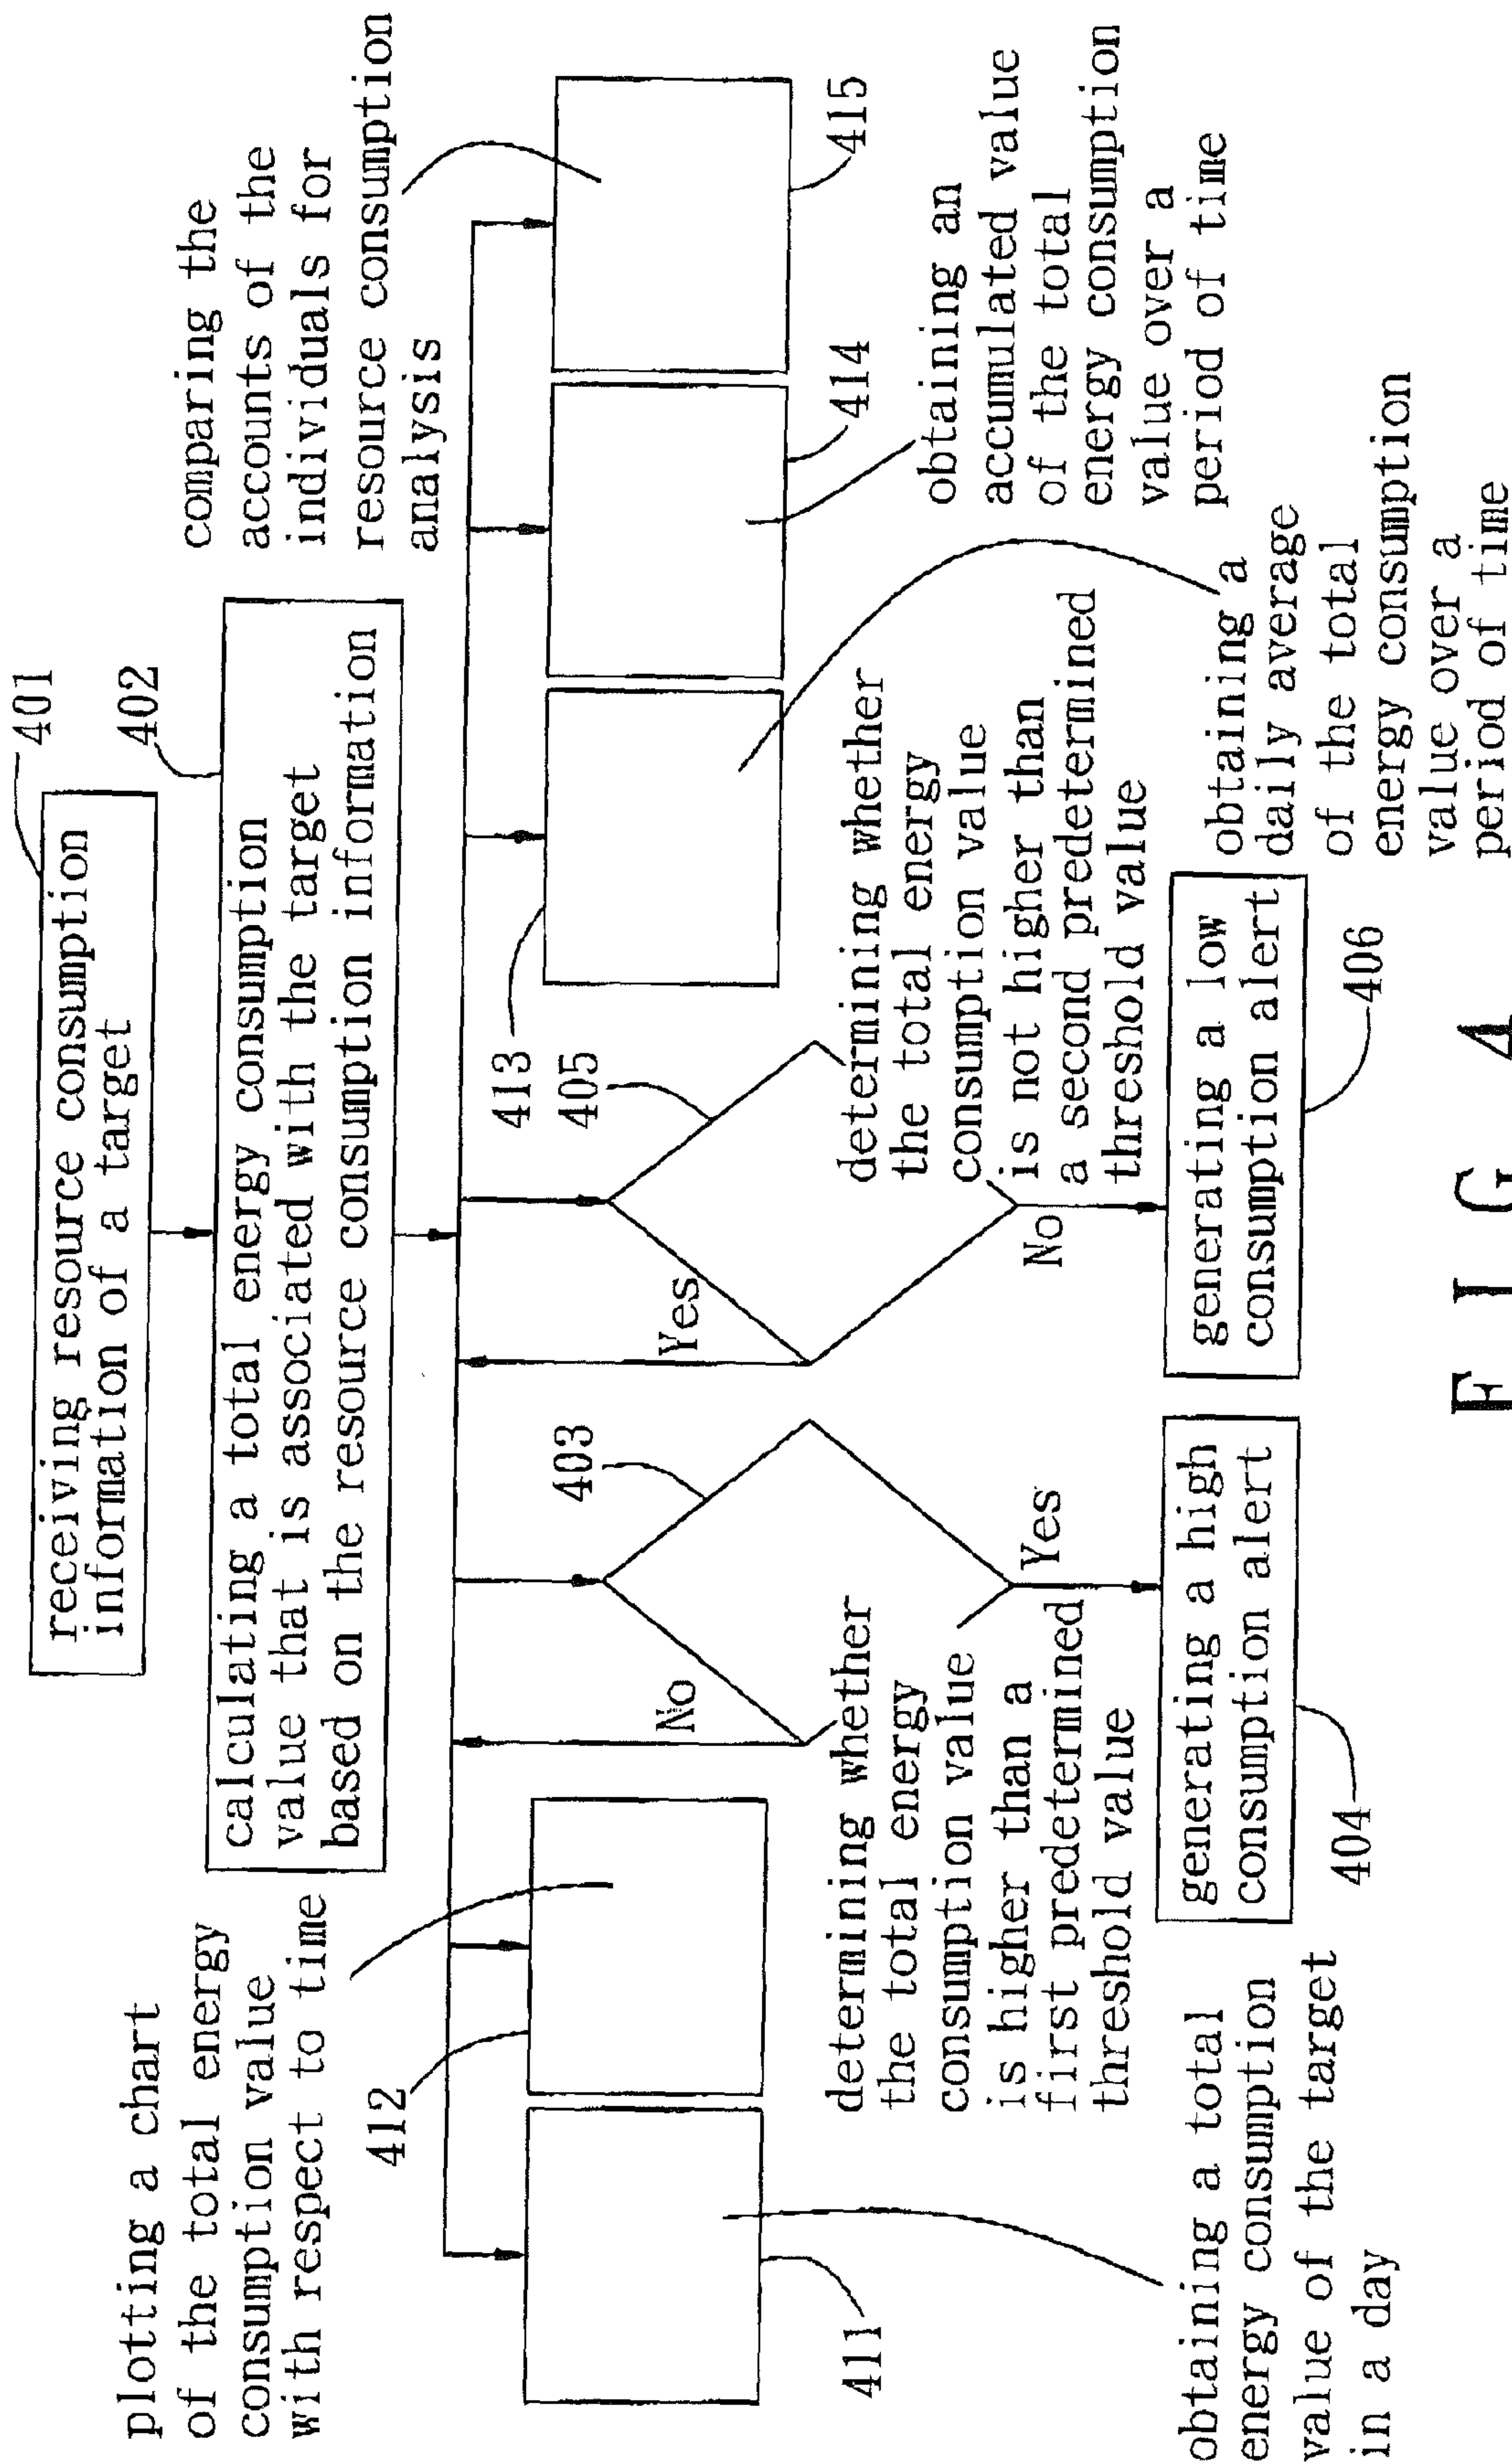 401
receiving resource consumption
information of a target
402
calculating a total energy consumption
value that is associated with the target
based on the resource consumption information
plotting a chart
of the total energy
consumption value
with respect to time
412
411
obtaining a total
energy consumption
value of the target
in a day
403
No
determining whether
the total energy
consumption value
is higher than a
first predetermined
threshold value
Yes
generating a high
consumption alert
404
405
Yes
determining whether
the total energy
consumption value
is not higher than
a second predetermined
threshold value
No
generating a low
consumption alert
406
413
obtaining a
daily average
of the total
energy consumption
value over a
period of time
414
obtaining an
accumulated value
of the total
energy consumption
value over a
period of time
comparing the
accounts of the
individuals for
resource consumption
analysis
415
FIG 4